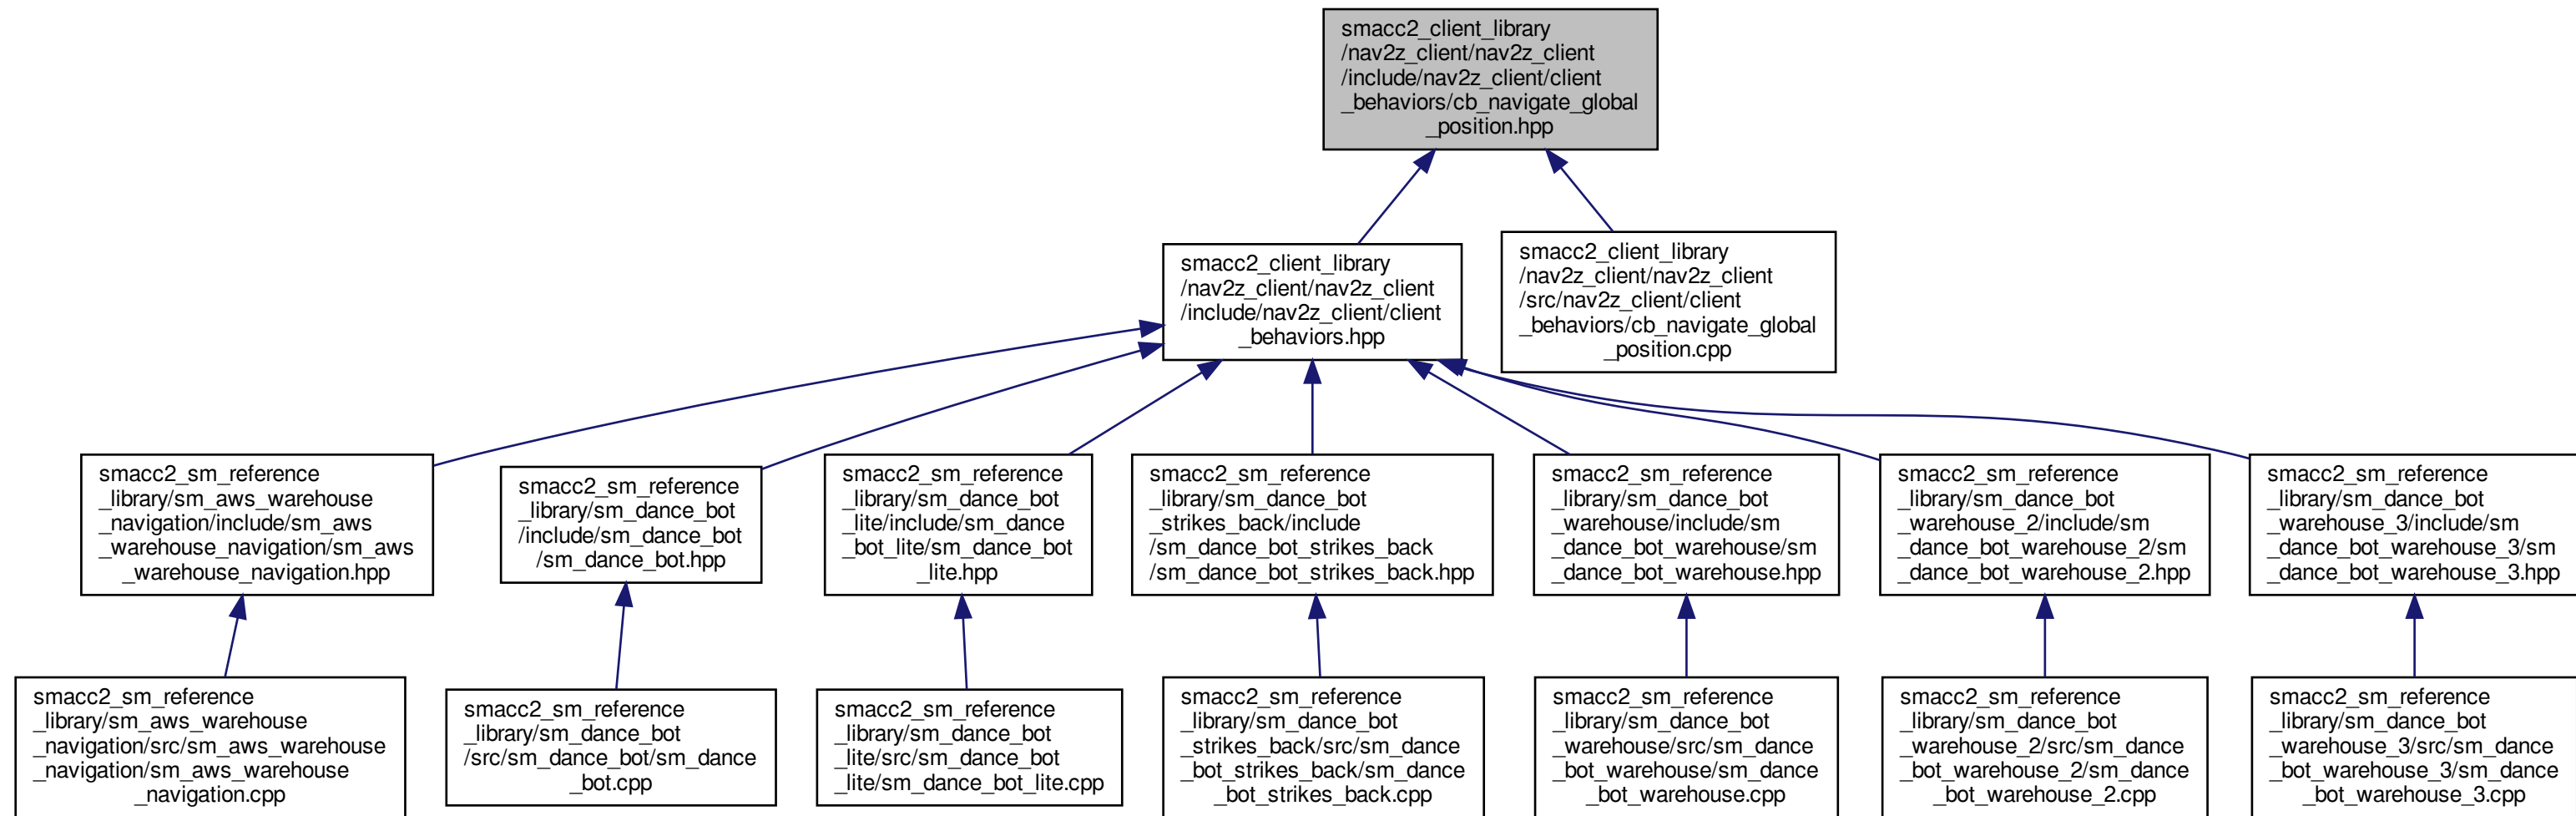 smacc2_client_library
/nav2z_client/nav2z_client
/include/nav2z_client/client
_behaviors/cb_navigate_global
_position.hpp
smacc2_client_library
/nav2z_client/nav2z_client
/include/nav2z_client/client
_behaviors.hpp
smacc2_client_library
/nav2z_client/nav2z_client
/src/nav2z_client/client
_behaviors/cb_navigate_global
_position.cpp
smacc2_sm_reference
_library/sm_aws_warehouse
_navigation/include/sm_aws
_warehouse_navigation/sm_aws
_warehouse_navigation.hpp
smacc2_sm_reference
_library/sm_dance_bot
/include/sm_dance_bot
/sm_dance_bot.hpp
smacc2_sm_reference
_library/sm_dance_bot
_lite/include/sm_dance
_bot_lite/sm_dance_bot
_lite.hpp
smacc2_sm_reference
_library/sm_dance_bot
_strikes_back/include
/sm_dance_bot_strikes_back
/sm_dance_bot_strikes_back.hpp
smacc2_sm_reference
_library/sm_dance_bot
_warehouse/include/sm
_dance_bot_warehouse/sm
_dance_bot_warehouse.hpp
smacc2_sm_reference
_library/sm_dance_bot
_warehouse_2/include/sm
_dance_bot_warehouse_2/sm
_dance_bot_warehouse_2.hpp
smacc2_sm_reference
_library/sm_dance_bot
_warehouse_3/include/sm
_dance_bot_warehouse_3/sm
_dance_bot_warehouse_3.hpp
smacc2_sm_reference
_library/sm_aws_warehouse
_navigation/src/sm_aws_warehouse
_navigation/sm_aws_warehouse
_navigation.cpp
smacc2_sm_reference
_library/sm_dance_bot
/src/sm_dance_bot/sm_dance
_bot.cpp
smacc2_sm_reference
_library/sm_dance_bot
_lite/src/sm_dance_bot
_lite/sm_dance_bot_lite.cpp
smacc2_sm_reference
_library/sm_dance_bot
_strikes_back/src/sm_dance
_bot_strikes_back/sm_dance
_bot_strikes_back.cpp
smacc2_sm_reference
_library/sm_dance_bot
_warehouse/src/sm_dance
_bot_warehouse/sm_dance
_bot_warehouse.cpp
smacc2_sm_reference
_library/sm_dance_bot
_warehouse_2/src/sm_dance
_bot_warehouse_2/sm_dance
_bot_warehouse_2.cpp
smacc2_sm_reference
_library/sm_dance_bot
_warehouse_3/src/sm_dance
_bot_warehouse_3/sm_dance
_bot_warehouse_3.cpp